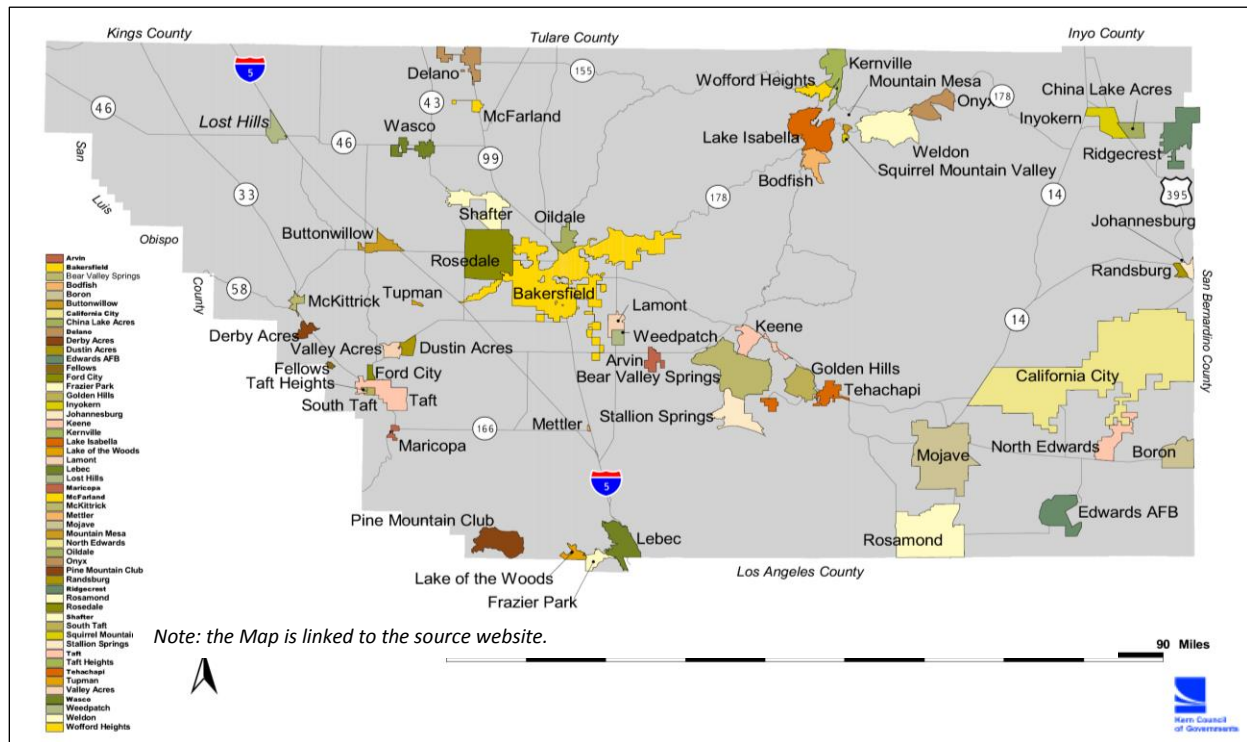 Kings County
Tulare County
Inyo County
5
155
Delano
Kernville
Wofford Heights
Mountain Mesa
178
Onyx
China Lake Acres
46
43
McFarland
Inyokern
Lost Hills
Wasco
46
Lake Isabella
Ridgecrest
99
Weldon
Squirrel Mountain Valley
Bodfish
San
Luis
Obispo
County
33
178
14
395
Shafter
Oildale
Johannesburg
Buttonwillow
Rosedale
Randsburg
San Bernardino County
58
McKittrick
Tupman
Bakersfield
Lamont
14
Weedpatch
Keene
Derby Acres
Valley Acres
Dustin Acres
Arvin
Fellows
Ford City
Bear Valley Springs
Golden Hills
California City
Taft Heights
Tehachapi
South Taft
Taft
Stallion Springs
Mettler
166
Maricopa
North Edwards
Boron
Mojave
5
Pine Mountain Club
Lebec
Edwards AFB
Rosamond
Lake of the Woods
Los Angeles County
Frazier Park
Arvin
Bakersfield
Bear Valley Springs
Bodfish
Boron
Buttonwillow
California City
China Lake Acres
Delano
Derby Acres
Dustin Acres
Edwards AFB
Fellows
Ford City
Frazier Park
Golden Hills
Inyokern
Johannesburg
Keene
Kernville
Lake Isabella
Lake of the Woods
Lamont
Lebec
Lost Hills
Maricopa
McFarland
McKittrick
Mettler
Mojave
Mountain Mesa
North Edwards
Oildale
Onyx
Pine Mountain Club
Randsburg
Ridgecrest
Rosamond
Rosedale
Shafter
South Taft
Squirrel Mountain
Stallion Springs
Taft
Taft Heights
Tehachapi
Tupman
Valley Acres
Wasco
Weedpatch
Weldon
Wofford Heights
Note: the Map is linked to the source website.
90 Miles
Kern Council
of Governments